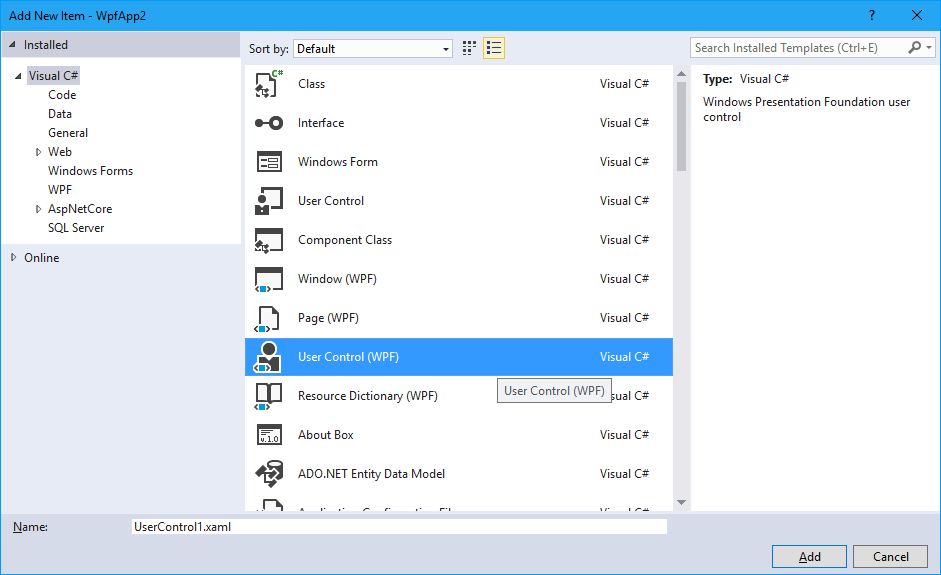 Add New Item - WpfApp2
?
Installed
Sort by: Default
Search Installed Templates (Ctrl+E)
Visual C#
Code
Data
General
Web
Windows Forms
WPF
AspNetCore
SQL Server
Online
C#
Class Visual C#
Interface Visual C#
Windows Form Visual C#
User Control Visual C#
Component Class Visual C#
Window (WPF) Visual C#
Page (WPF) Visual C#
User Control (WPF) Visual C#
User Control (WPF)
Resource Dictionary (WPF) sual C#
v.1.0
About Box Visual C#
ADO.NET Entity Data Model Visual C#
Type: Visual C#
Windows Presentation Foundation user
control
Name: UserControl1.xaml
Add Cancel